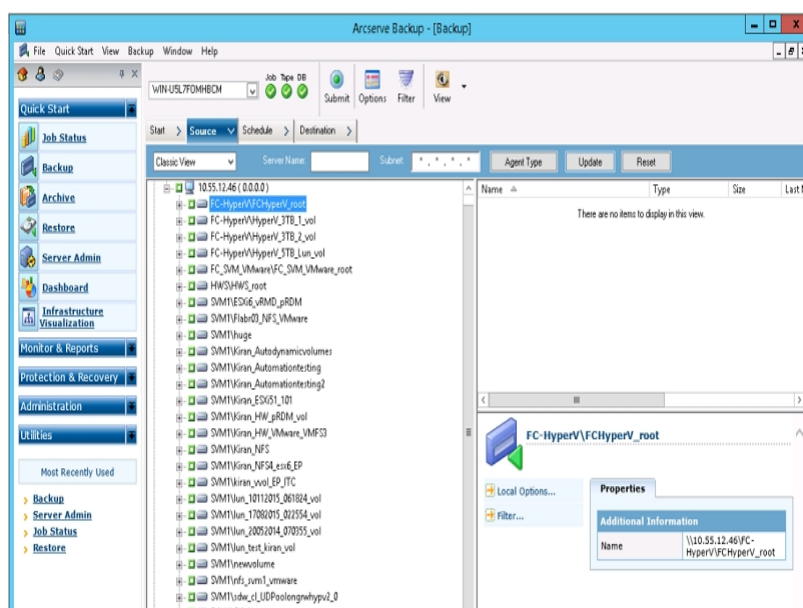 Arcserve Backup - [Backup]
File Quick Start View Backup Window Help
Quick Start
Job Status
Backup
Archive
Restore
Server Admin
Dashboard
Infrastructure
Visualization
Monitor & Reports
Protection & Recovery
Administration
Utilities
Most Recently Used
Backup
Server Admin
Job Status
Restore
WIN-U5L7FOMHBCM
Job Tape DB
Submit Options Filter View
Start Source Schedule Destination
Classic View Server Name: Subnet: * . * . * . * Agent Type Update Reset
10.55.12.46 ( 0.0.0.0 )
FC-HyperV\FCHyperV_root
FC-HyperV\HyperV_3TB_1_vol
FC-HyperV\HyperV_3TB_2_vol
FC-HyperV\HyperV_5TB_Lun_vol
FC_SVM_VMware\FC_SVM_VMware_root
HWS\HWS_root
SVM1\ESXi6_vRMD_pRDM
SVM1\Flabr03_NFS_VMware
SVM1\huge
SVM1\Kiran_Autodynamicvolumes
SVM1\Kiran_Automationtesting
SVM1\Kiran_Automationtesting2
SVM1\Kiran_ESXi51_101
SVM1\Kiran_HW_pRDM_vol
SVM1\Kiran_HW_VMware_VMFS3
SVM1\Kiran_NFS
SVM1\Kiran_NFS4_esx6_EP
SVM1\kiran_vvol_EP_ITC
SVM1\lun_10112015_061824_vol
SVM1\lun_17082015_022554_vol
SVM1\lun_20052014_070355_vol
SVM1\lun_test_kiran_vol
SVM1\newvolume
SVM1\nfs_svm1_vmware
SVM1\sdw_cl_UDPoolongrwhypv2_0
Name Type Size
There are no items to display in this view.
FC-HyperV\FCHyperV_root
Local Options...
Filter...
Properties
Additional Information
Name \\10.55.12.46\FC-
HyperV\FCHyperV_root